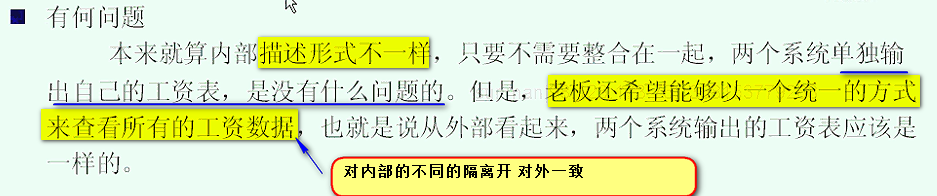 有何问题
本来就算内部描述形式不一样，只要不需要整合在一起，两个系统单独输
出自己的工资表，是没有什么问题的。但是，老板还希望能够以一个统一的方式
来查看所有的工资数据，也就是说从外部看起来，两个系统输出的工资表应该是
一样的。
对内部的不同的隔离开 对外一致